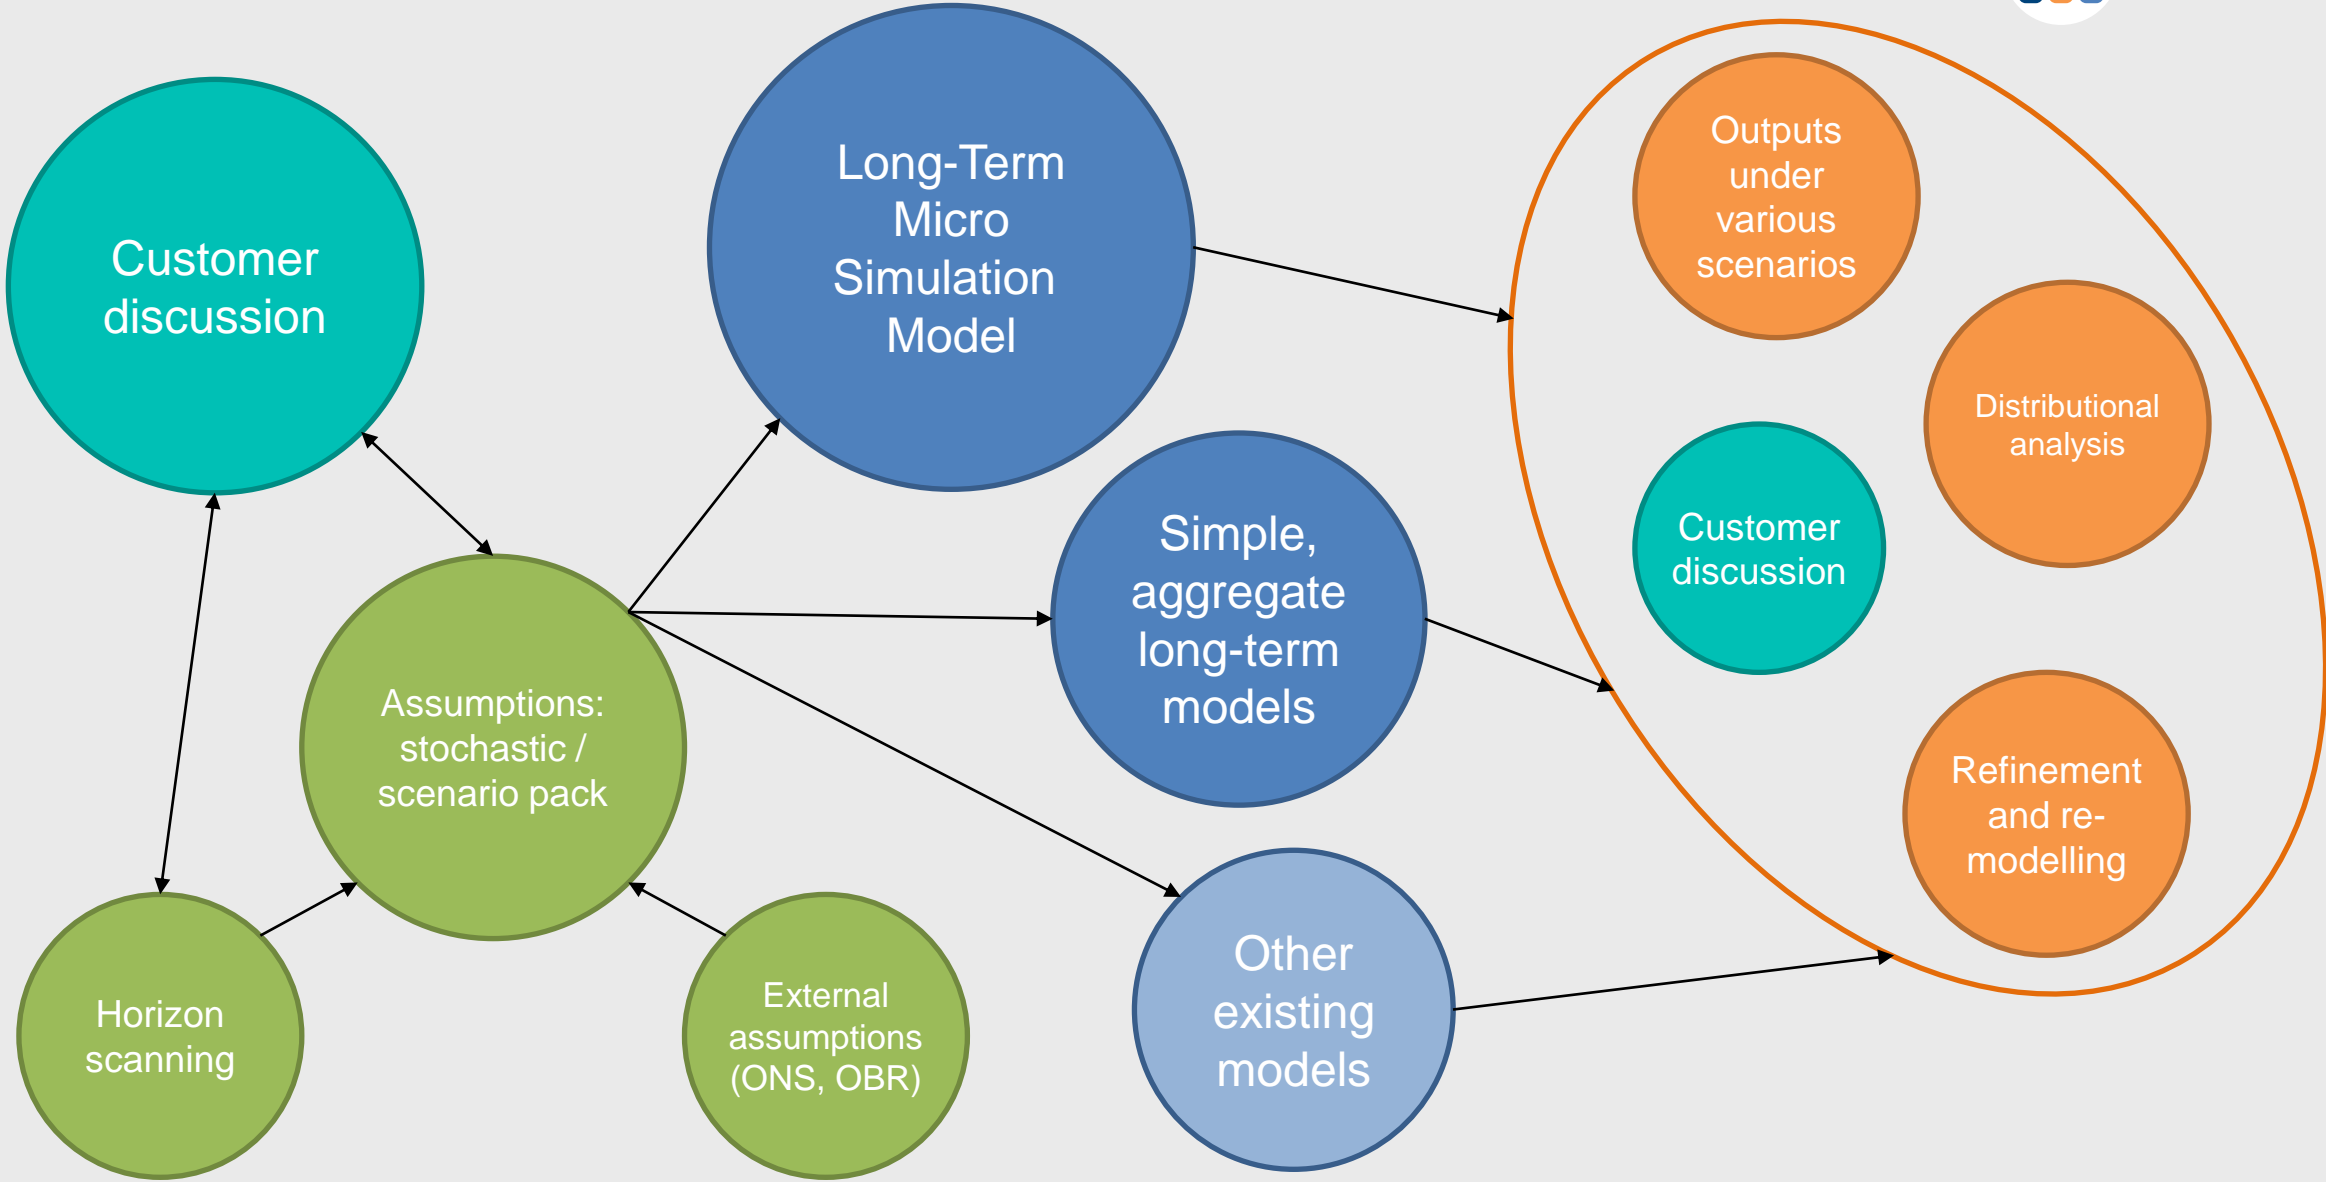 Customer
discussion
Long-Term
Micro
Simulation
Model
Outputs
under
various
scenarios
Distributional
analysis
Customer
discussion
Simple,
aggregate
long-term
models
Assumptions:
stochastic /
scenario pack
Refinement
and re-
modelling
Horizon
scanning
External
assumptions
(ONS, OBR)
Other
existing
models